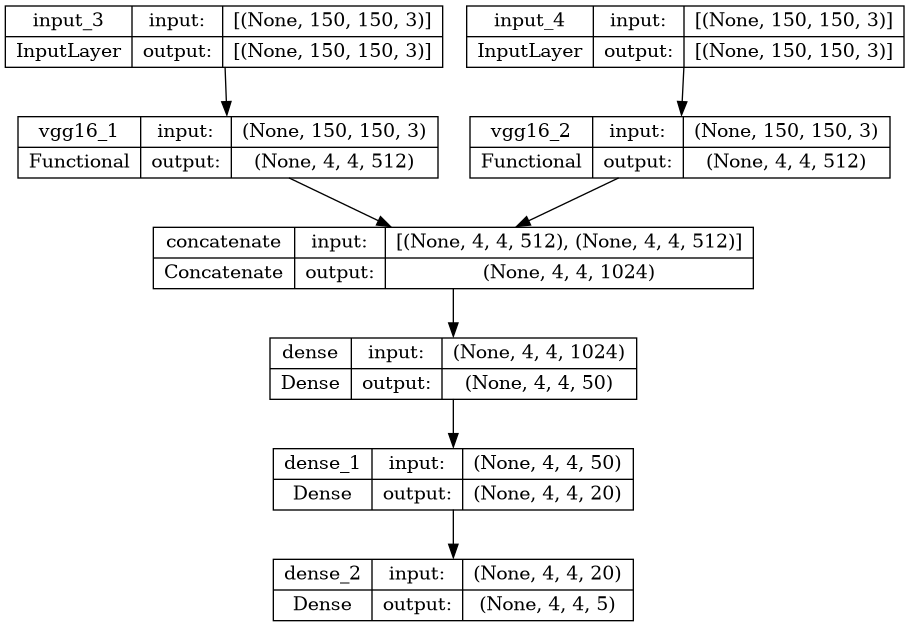 input_3 input: [(None, 150, 150, 3)]
InputLayer output: [(None, 150, 150, 3)]
input_4 input: [(None, 150, 150, 3)]
InputLayer output: [(None, 150, 150, 3)]
vgg16_1 input: (None, 150, 150, 3)
Functional output: (None, 4, 4, 512)
vgg16_2 input: (None, 150, 150, 3)
Functional output: (None, 4, 4, 512)
concatenate input: [(None, 4, 4, 512), (None, 4, 4, 512)]
Concatenate output: (None, 4, 4, 1024)
dense input: (None, 4, 4, 1024)
Dense output: (None, 4, 4, 50)
dense_1 input: (None, 4, 4, 50)
Dense output: (None, 4, 4, 20)
dense_2 input: (None, 4, 4, 20)
Dense output: (None, 4, 4, 5)